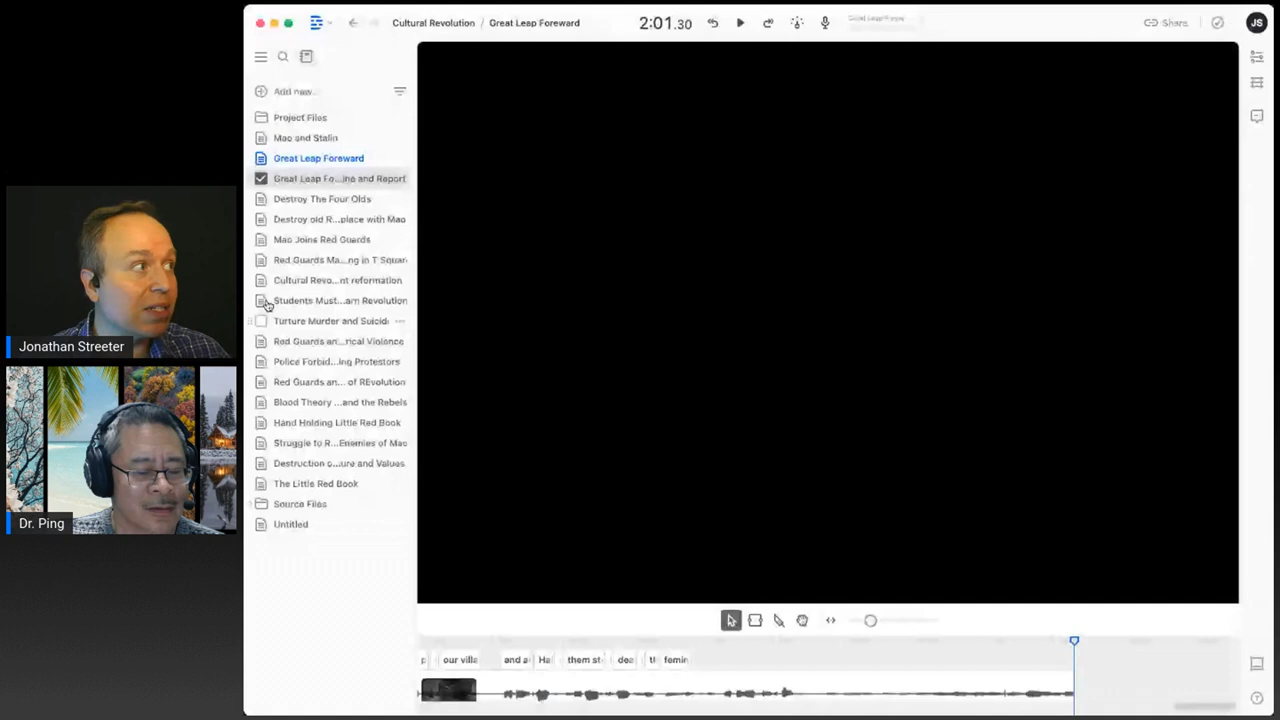 Cultural Revolution / Great Leap Foreward
2:01.30
Share
JS
Add new...
Project Files
Mao and Stalin
Great Leap Foreward
Great Leap Fo...ine and Report
Destroy The Four Olds
Destroy old R...place with Mao
Mao Joins Red Guards
Red Guards Ma...ng in T Squar
Cultural Revo...nt reformation
Students Must...am Revolution
Turture Murder and Suicid
Red Guards an...rical Violence
Police Forbid...ing Protestors
Red Guards an... of REvolution
Blood Theory ...and the Rebels
Hand Holding Little Red Book
Struggle to R...Enemies of Mao
Destruction o...ure and Values
The Little Red Book
Source Files
Untitled
Jonathan Streeter
Dr. Ping
p our villa and a Ha them st dea th femin